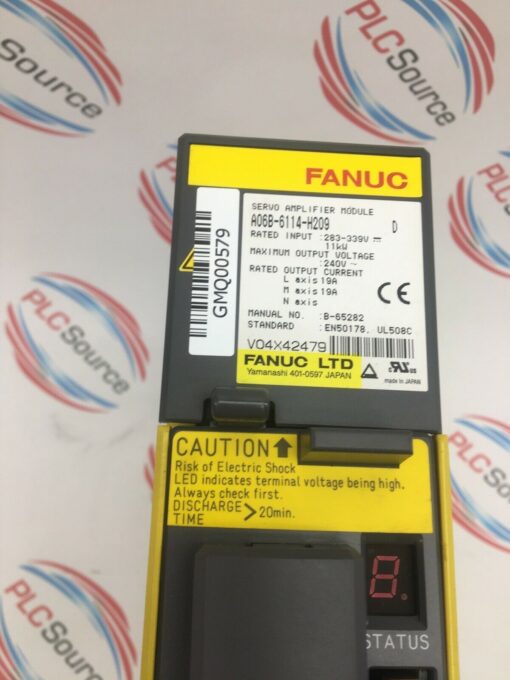 PLC
Source
PLC
Source
PLC
Source
FANUC
SERVO AMPLIFIER MODULE
A06B-6114-H209 D
RATED INPUT :283-339V
11kW
MAXIMUM OUTPUT VOLTAGE
:240V~
RATED OUTPUT CURRENT
L axis 19A
M axis 19A
N axis
CE
MANUAL NO. :B-65282
STANDARD :EN50178, UL508C
V04X42479
FANUC LTD
Yamanashi 401-0597 JAPAN
c UL us
made in JAPAN
GMQ00579
CAUTION
Risk of Electric Shock
LED indicates terminal voltage being high.
Always check first.
DISCHARGE
TIME >20min.
8.
STATUS
PLC
Source
PLC
Source